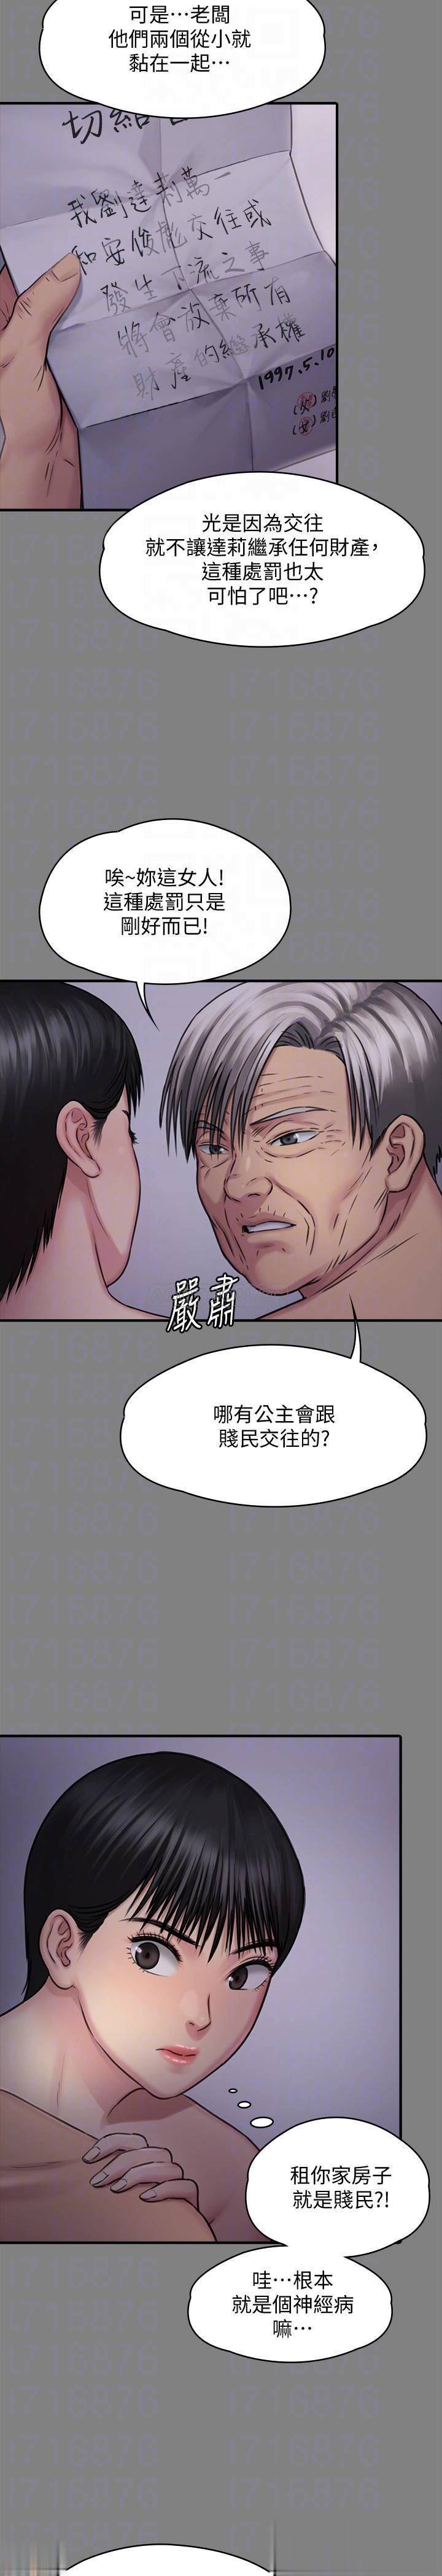 可是…老闆
他們兩個從小就
黏在一起…
切結書
我劉達莉萬一
和安俊彪交往或
發生下流之事
將會放棄所有
財產的繼承權
1997.5.10
(父)劉
(女)劉達
光是因為交往
就不讓達莉繼承任何財產,
這種處罰也太
可怕了吧…?
唉~妳這女人!
這種處罰只是
剛好而已!
嚴肅
哪有公主會跟
賤民交往的?
租你家房子
就是賤民?!
哇…根本
就是個神經病
嘛…
1716876